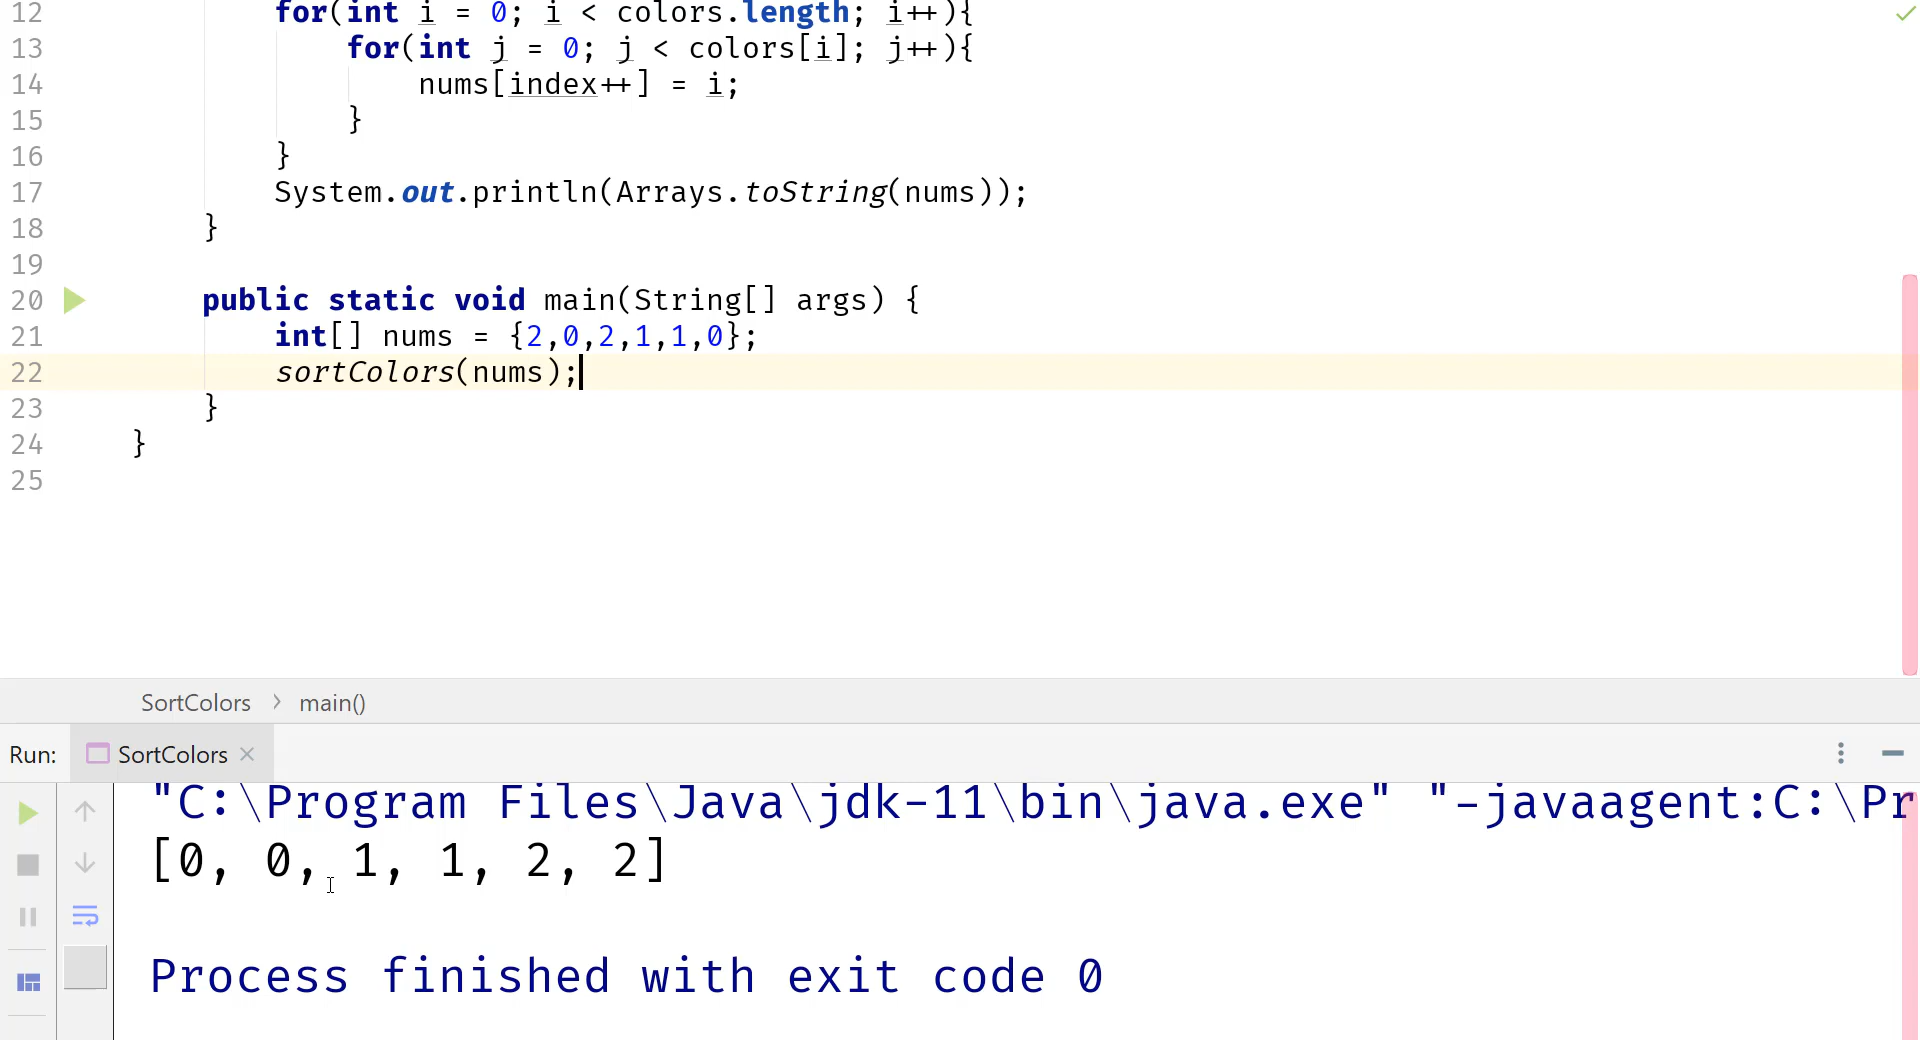 12 for(int i = 0; i < colors.length; i++){
13 for(int j = 0; j < colors[i]; j++){
14 nums[index++] = i;
15 }
16 }
17 System.out.println(Arrays.toString(nums));
18 }
19
20 public static void main(String[] args) {
21 int[] nums = {2,0,2,1,1,0};
22 sortColors(nums);
23 }
24 }
25
SortColors > main()
Run: SortColors
"C:\Program Files\Java\jdk-11\bin\java.exe" "-javaagent:C:\Pr
[0, 0, 1, 1, 2, 2]
Process finished with exit code 0